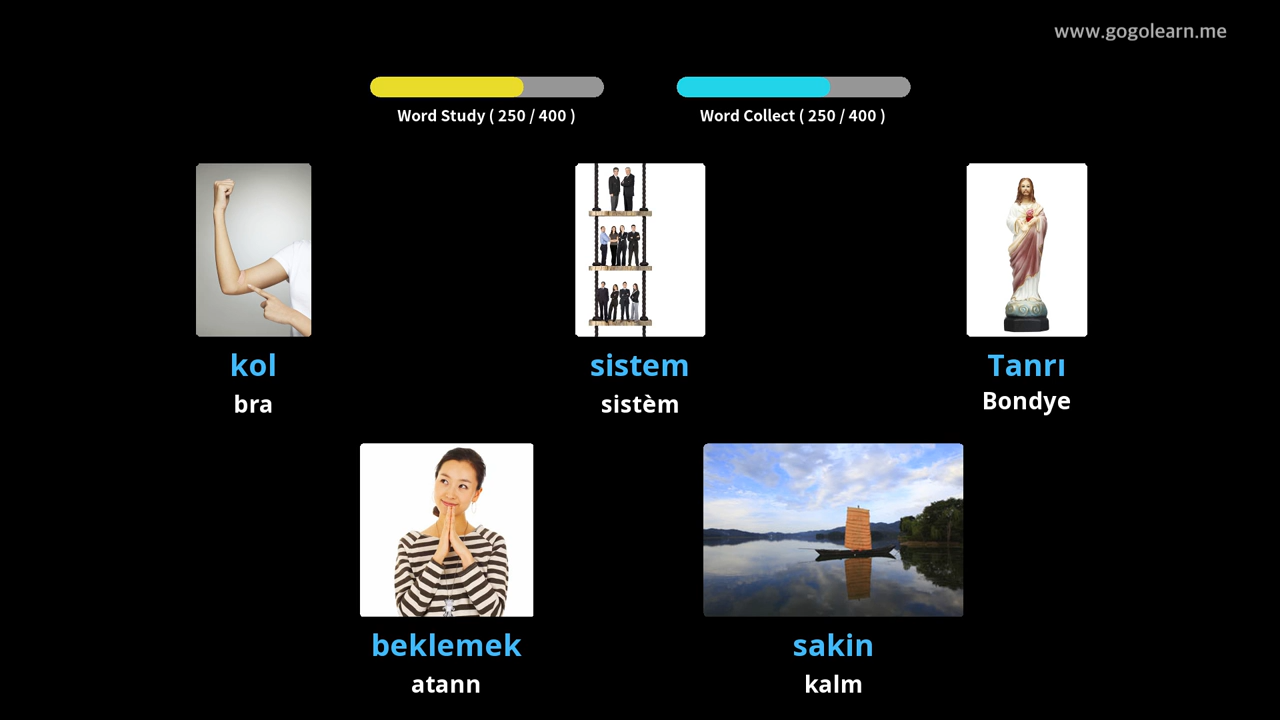 www.gogolearn.me
Word Study ( 250 / 400 )
Word Collect ( 250 / 400 )
kol
bra
sistem
sistèm
Tanrı
Bondye
beklemek
atann
sakin
kalm